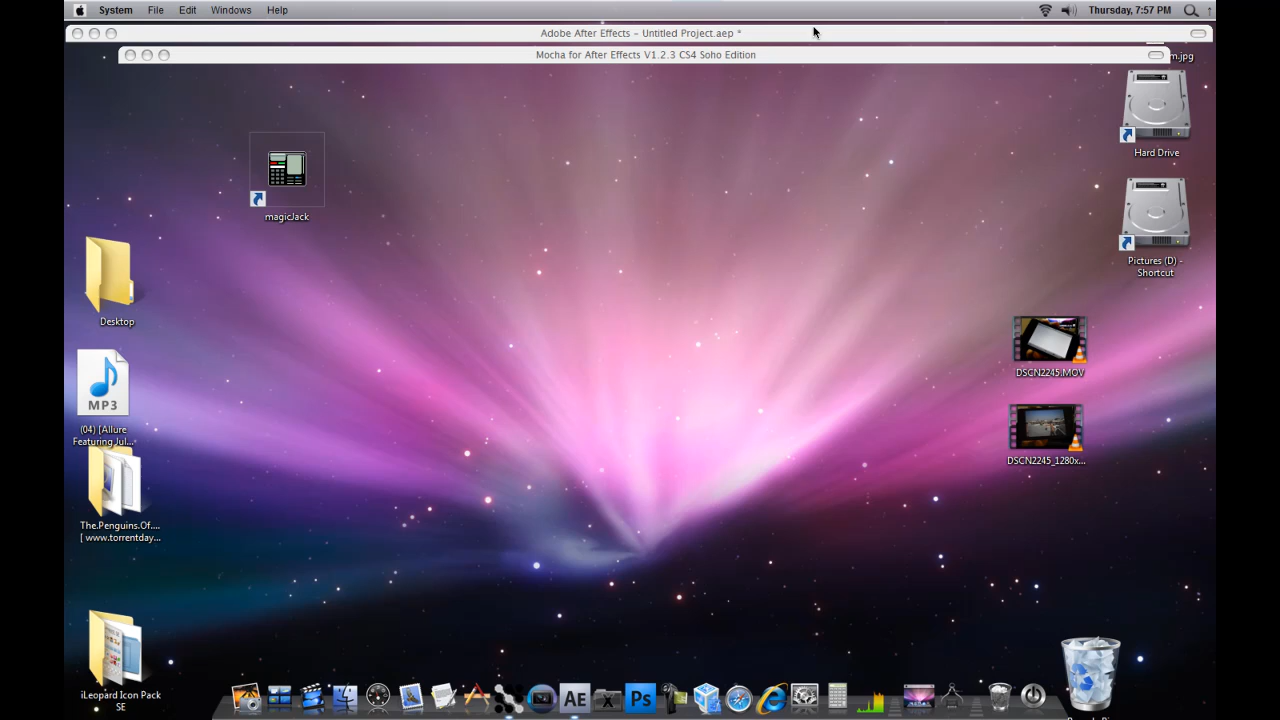 System File Edit Windows Help Thursday, 7:57 PM
Adobe After Effects – Untitled Project.aep *
Mocha for After Effects V1.2.3 CS4 Soho Edition
m.jpg
Hard Drive
magicJack
Pictures (D) -
Shortcut
Desktop
DSCN2245.MOV
MP3
(04) [Allure
Featuring Jul...
DSCN2245_1280x...
The.Penguins.Of....
[ www.torrentday...
iLeopard Icon Pack
SE
AE
Ps